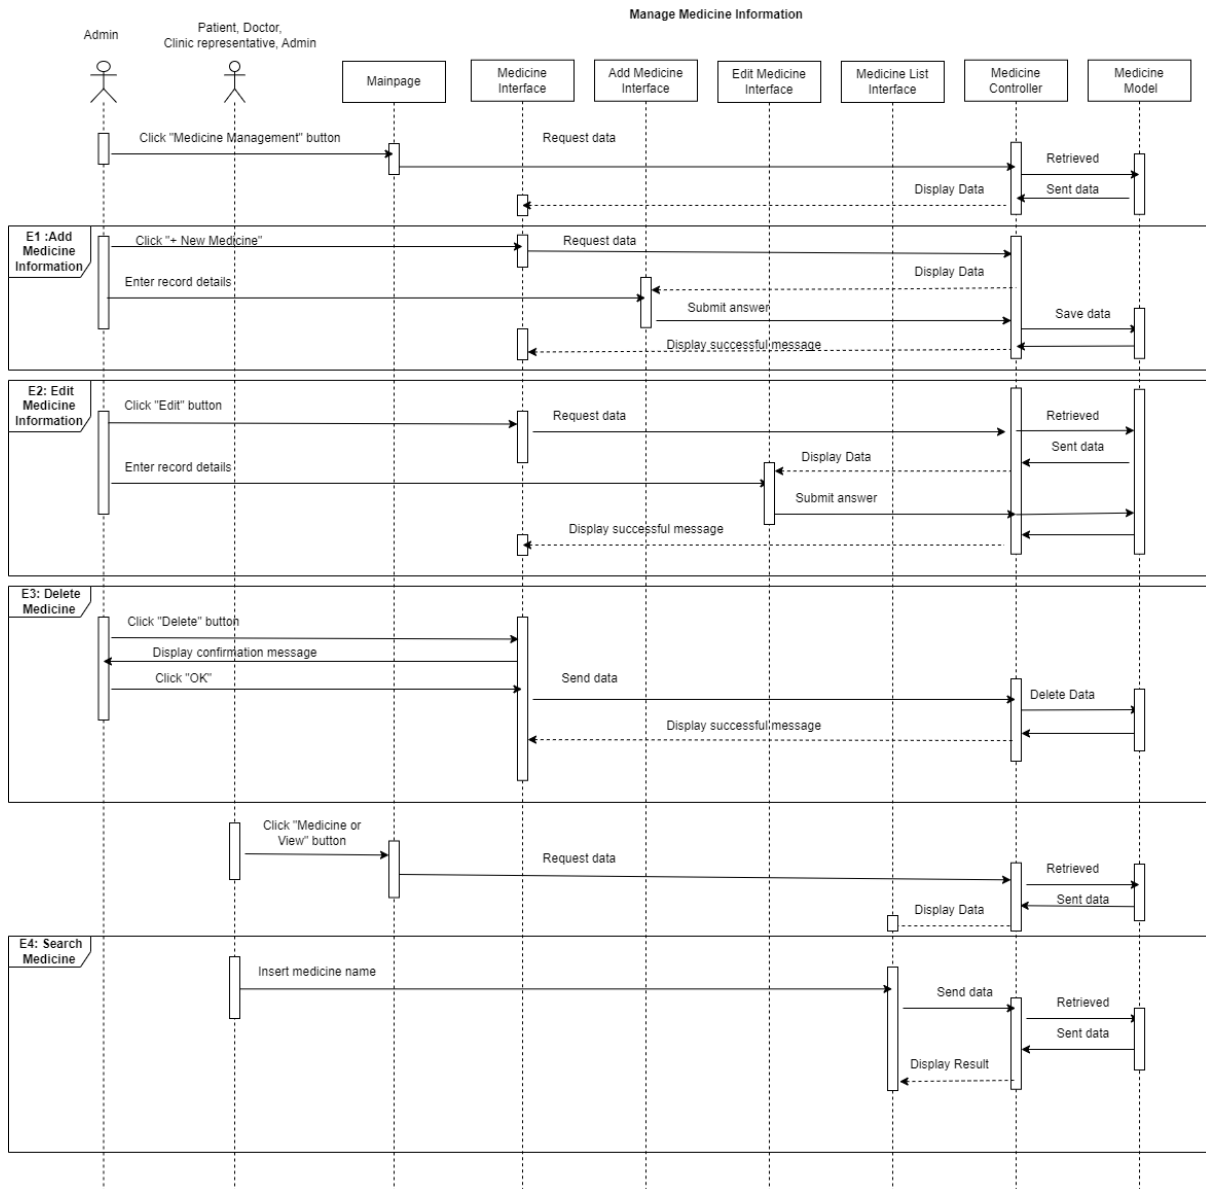 Manage Medicine Information
Admin
Patient, Doctor,
Clinic representative, Admin
Mainpage
Medicine
Interface
Add Medicine
Interface
Edit Medicine
Interface
Medicine List
Interface
Medicine
Controller
Medicine
Model
Click "Medicine Management" button
Request data
Retrieved
Sent data
Display Data
E1 :Add
Medicine
Information
Click "+ New Medicine"
Request data
Display Data
Enter record details
Submit answer
Save data
Display successful message
E2: Edit
Medicine
Information
Click "Edit" button
Request data
Retrieved
Sent data
Display Data
Enter record details
Submit answer
Display successful message
E3: Delete
Medicine
Click "Delete" button
Display confirmation message
Click "OK"
Send data
Delete Data
Display successful message
Click "Medicine or
View" button
Request data
Retrieved
Sent data
Display Data
E4: Search
Medicine
Insert medicine name
Send data
Retrieved
Sent data
Display Result